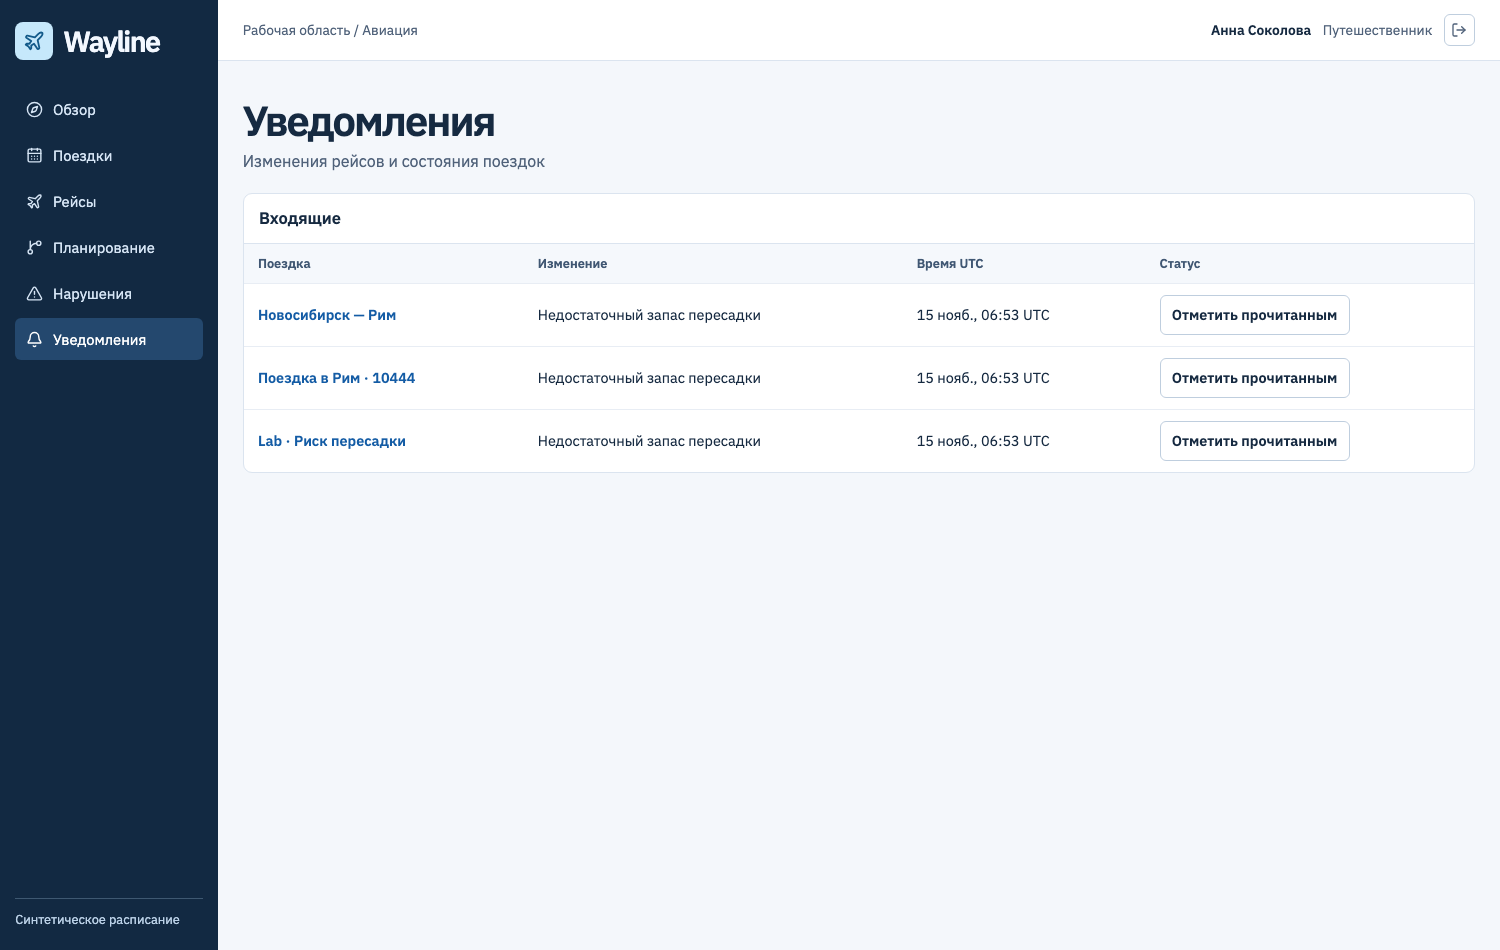 Wayline
Обзор
Поездки
Рейсы
Планирование
Нарушения
Уведомления
Синтетическое расписание
Рабочая область / Авиация
Анна Соколова Путешественник
Уведомления
Изменения рейсов и состояния поездок
Входящие
Поездка Изменение Время UTC Статус
Новосибирск — Рим Недостаточный запас пересадки 15 нояб., 06:53 UTC Отметить прочитанным
Поездка в Рим · 10444 Недостаточный запас пересадки 15 нояб., 06:53 UTC Отметить прочитанным
Lab · Риск пересадки Недостаточный запас пересадки 15 нояб., 06:53 UTC Отметить прочитанным